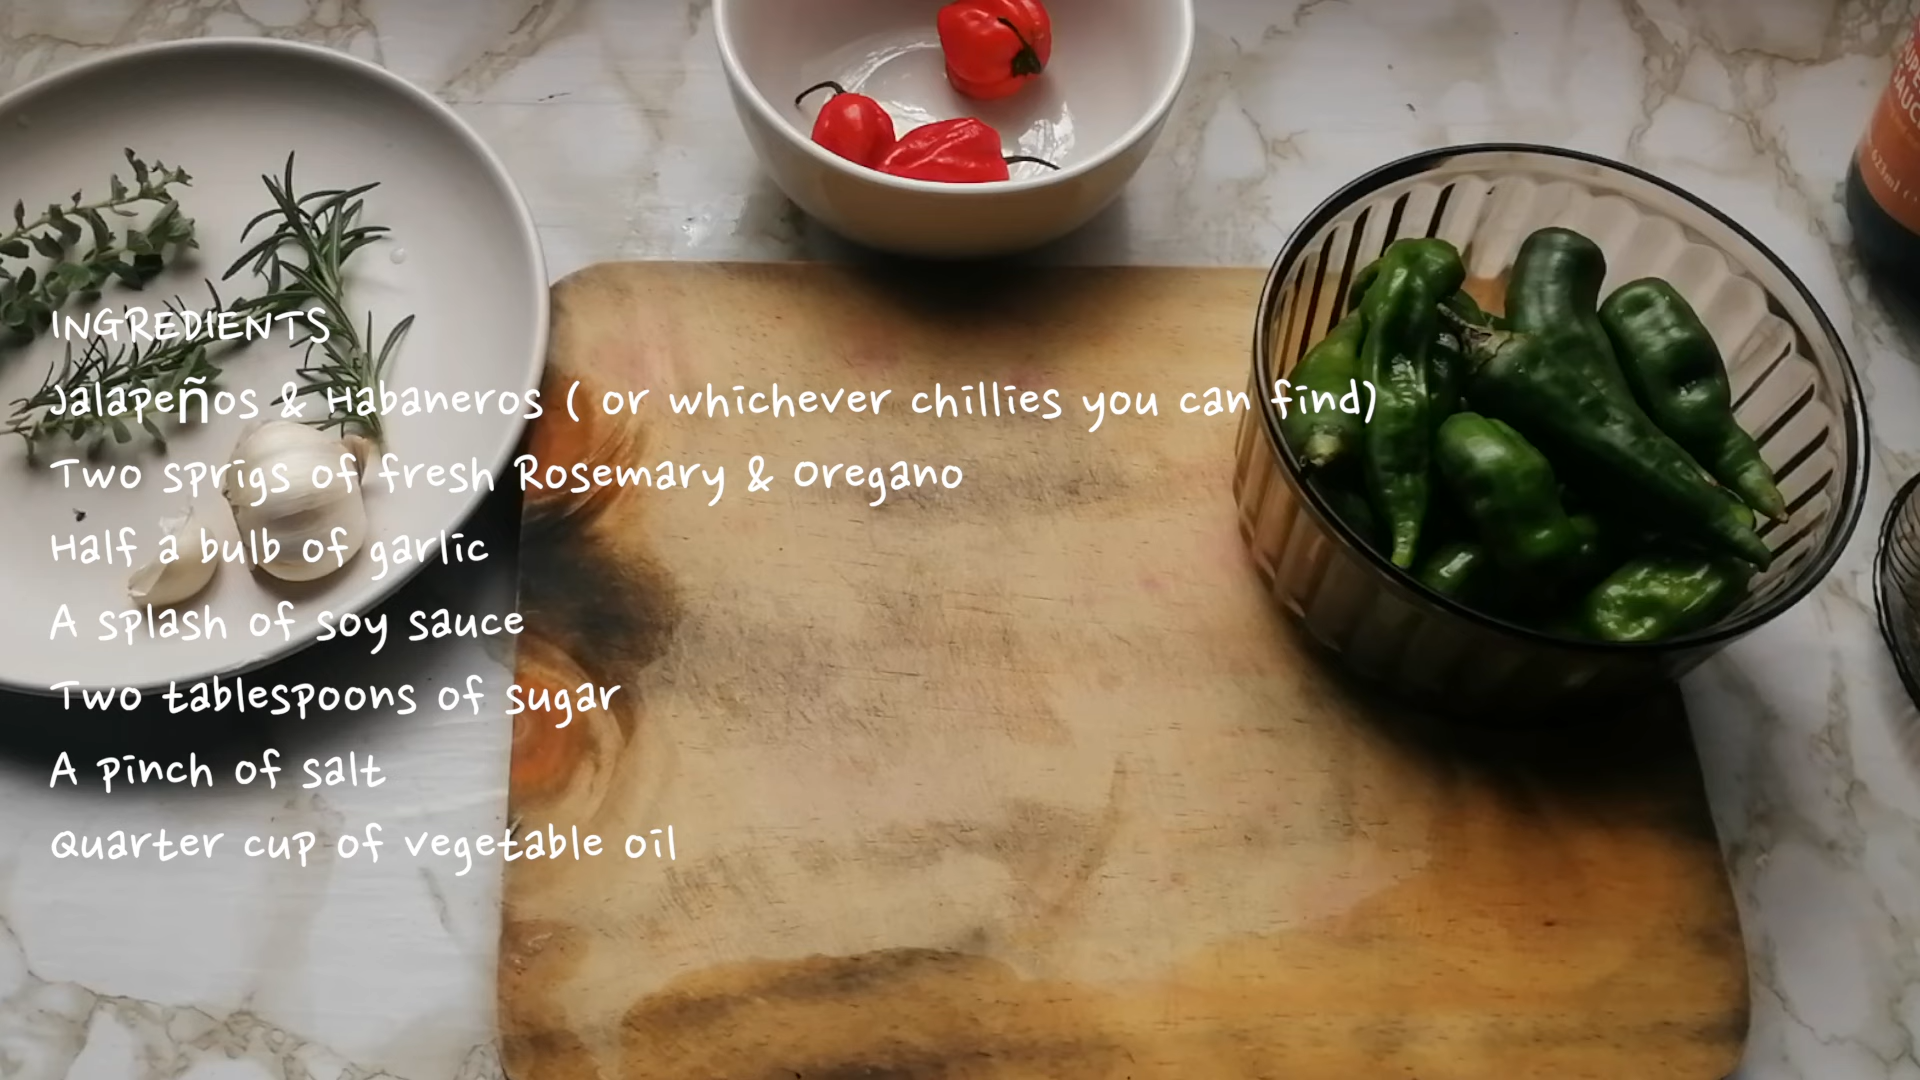 INGREDIENTS
Jalapeños & Habaneros ( or whichever chillies you can find)
Two sprigs of fresh Rosemary & Oregano
Half a bulb of garlic
A splash of soy sauce
Two tablespoons of sugar
A pinch of salt
Quarter cup of vegetable oil
623ml